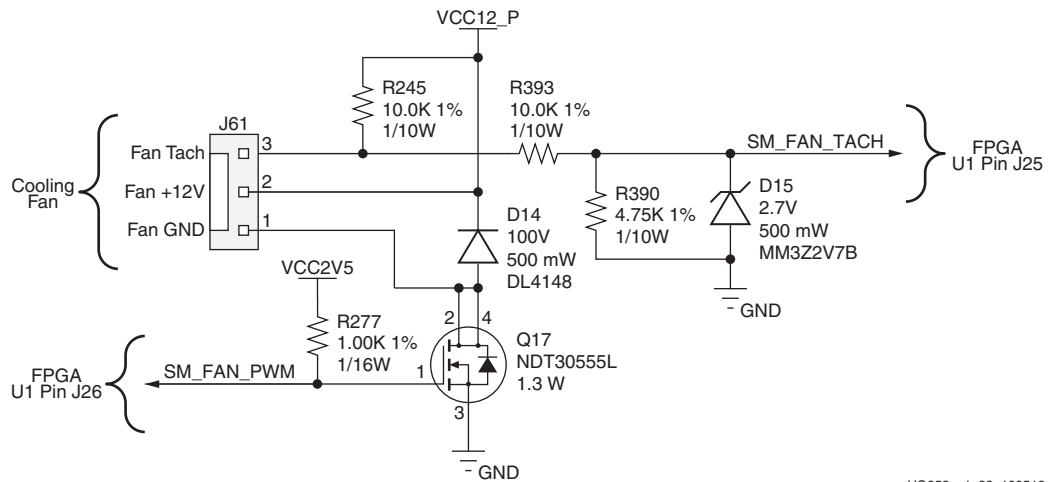 VCC12_P
R245
10.0K 1%
1/10W
R393
10.0K 1%
1/10W
J61
Cooling
Fan
Fan Tach
3
Fan +12V
2
Fan GND
1
SM_FAN_TACH
FPGA
U1 Pin J25
R390
4.75K 1%
1/10W
D15
2.7V
500 mW
MM3Z2V7B
GND
D14
100V
500 mW
DL4148
VCC2V5
R277
1.00K 1%
1/16W
2
4
Q17
NDT30555L
1.3 W
FPGA
U1 Pin J26
SM_FAN_PWM
1
3
GND